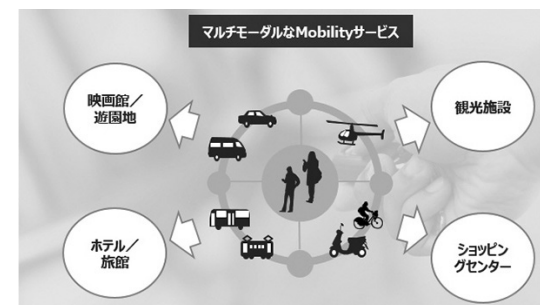 マルチモーダルなMobilityサービス
映画館／
遊園地
観光施設
ホテル／
旅館
ショッピン
グセンター